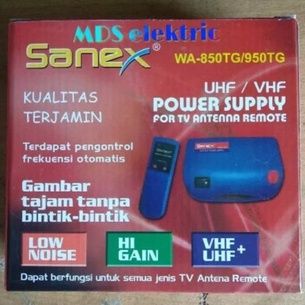 MDS elektric
Sanex®
WA-850TG/950TG
UHF / VHF
POWER SUPPLY
FOR TV ANTENNA REMOTE
KUALITAS
TERJAMIN
Terdapat pengontrol
frekuensi otomatis
Gambar
tajam tanpa
bintik-bintik
LOW
NOISE
HI
GAIN
VHF
UHF+
Dapat berfungsi untuk semua jenis TV Antena Remote